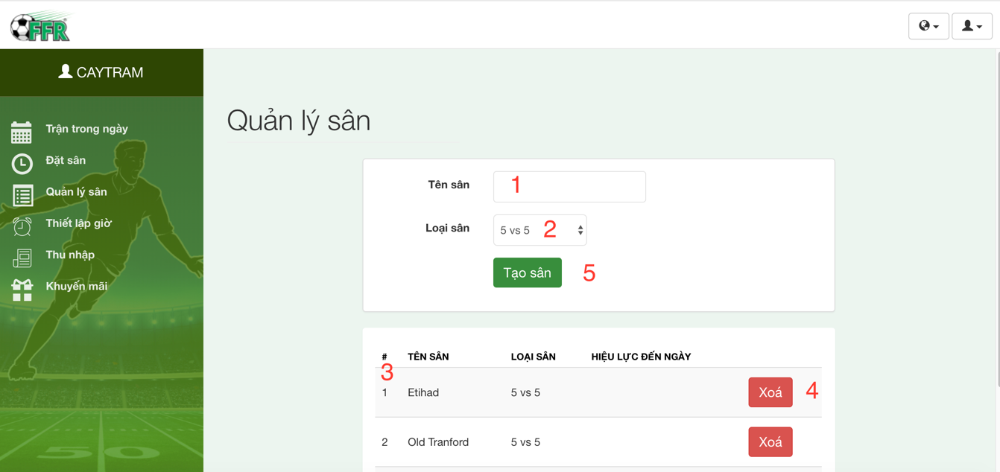 FFR
CAYTRAM
Trận trong ngày
Đặt sân
Quản lý sân
Thiết lập giờ
Thu nhập
Khuyến mãi
Quản lý sân
Tên sân 1
Loại sân 5 vs 5 2
Tạo sân 5
# TÊN SÂN LOẠI SÂN HIỆU LỰC ĐẾN NGÀY
3
1 Etihad 5 vs 5 Xoá 4
2 Old Tranford 5 vs 5 Xoá
50